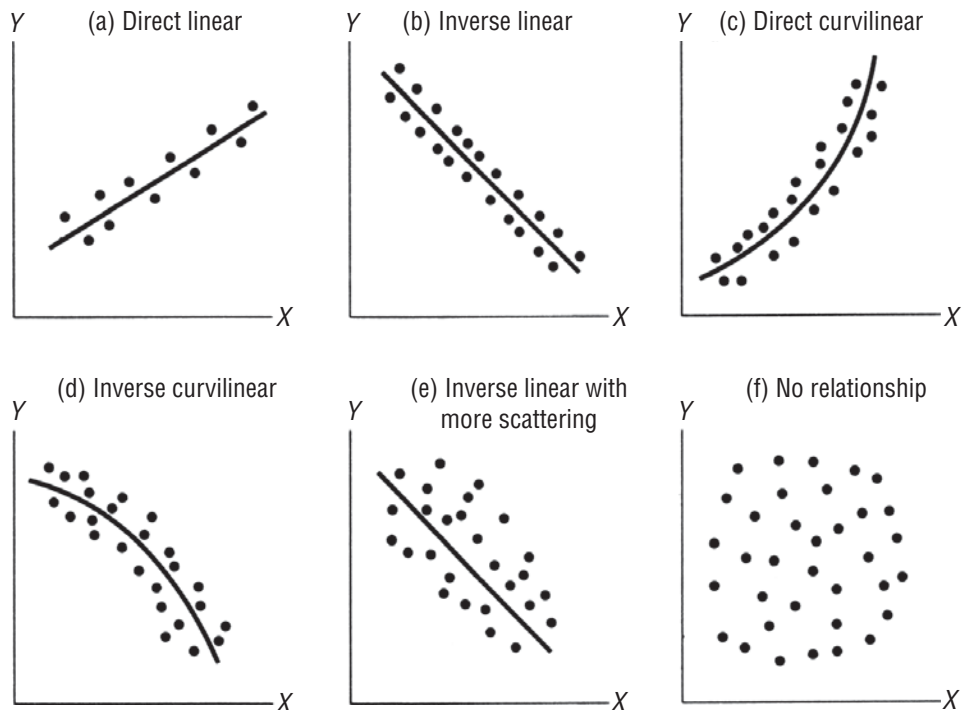 Y (a) Direct linear
X
Y (b) Inverse linear
X
Y (c) Direct curvilinear
X
(d) Inverse curvilinear
Y
X
(e) Inverse linear with
Y more scattering
X
(f) No relationship
Y
X